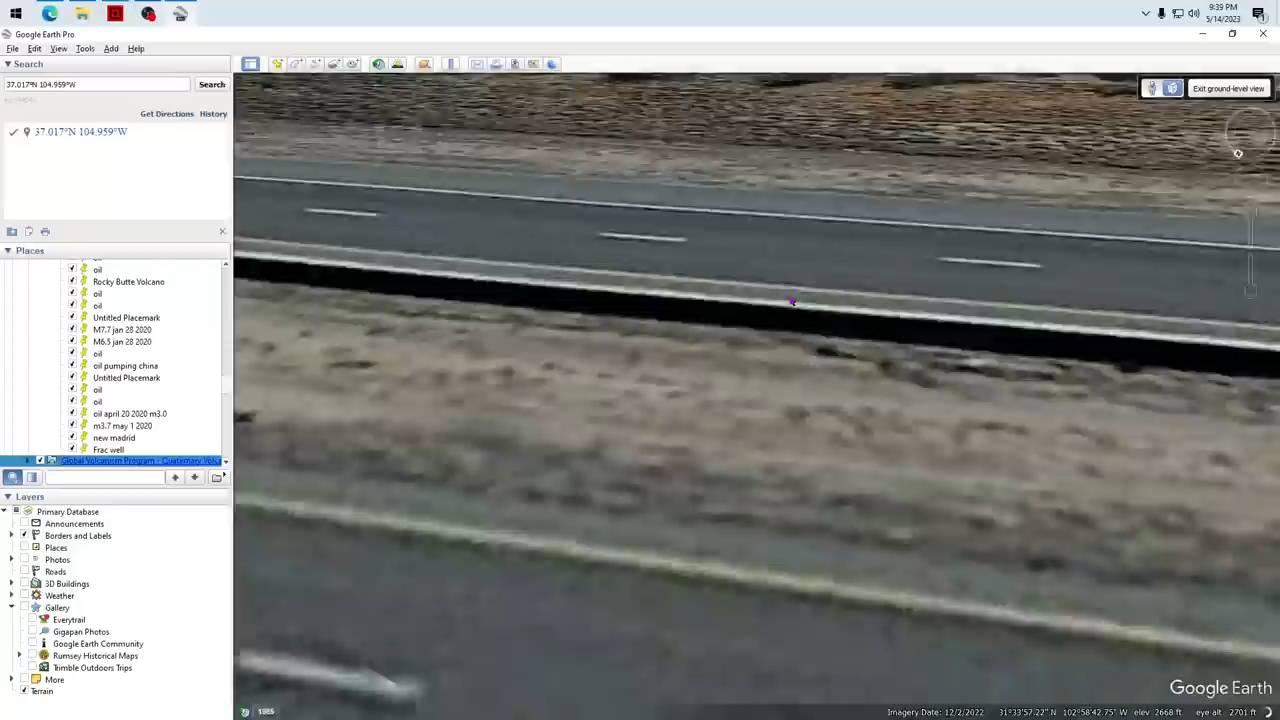 9:39 PM
5/14/2023
Google Earth Pro
File Edit View Tools Add Help
Search
37.017°N 104.959°W
Search
Get Directions History
37.017°N 104.959°W
Exit ground-level view
Places
oil
Rocky Butte Volcano
oil
oil
Untitled Placemark
M7.7 jan 28 2020
M6.5 jan 28 2020
oil
oil pumping china
Untitled Placemark
oil
oil
oil april 20 2020 m3.0
m3.7 may 1 2020
new madrid
Frac well
Global Volcanism Program - Quaternary Volca
Layers
Primary Database
Announcements
Borders and Labels
Places
Photos
Roads
3D Buildings
Weather
Gallery
Everytrail
Gigapan Photos
Google Earth Community
Rumsey Historical Maps
Trimble Outdoors Trips
More
Terrain
Google Earth
1985
Imagery Date: 12/2/2022 31°33'57.22" N 102°58'42.75" W elev 2668 ft eye alt 2701 ft